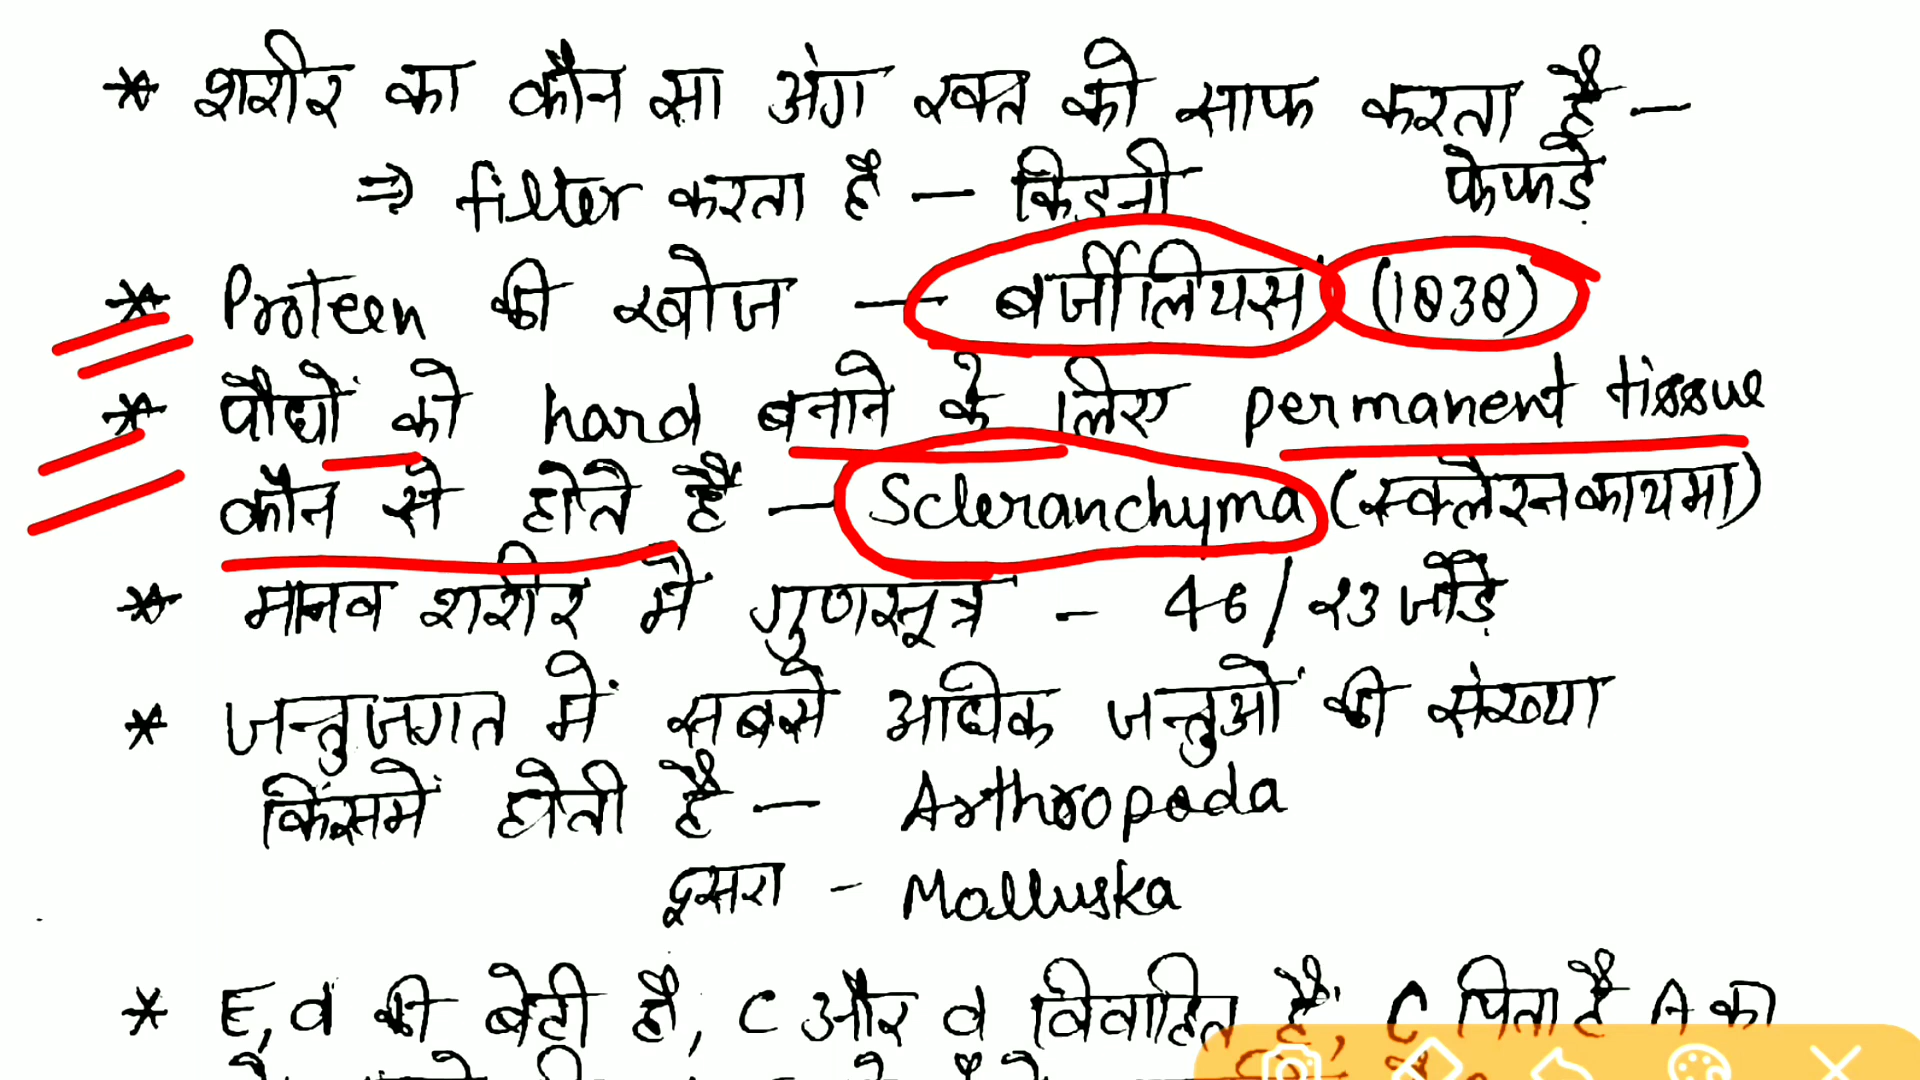 * शरीर का कौन सा अंग रक्त को साफ करता है –
⇒ filter करता है – किडनी फेफड़े
* Protein की खोज – बर्जीलियस (1838)
* पौधों को hard बनाने के लिए permanent tissue
कौन से होते हैं – Scleranchyma (स्क्लैरनकायमा)
* मानव शरीर में गुणसूत्र – 46/23 जोड़े
* जन्तुजगत में सबसे अधिक जन्तुओं की संख्या
किसमें होती है – Arthropoda
दूसरा – Molluska
* E, d की बेटी है, C और d विवाहित हैं, C पिता है A का